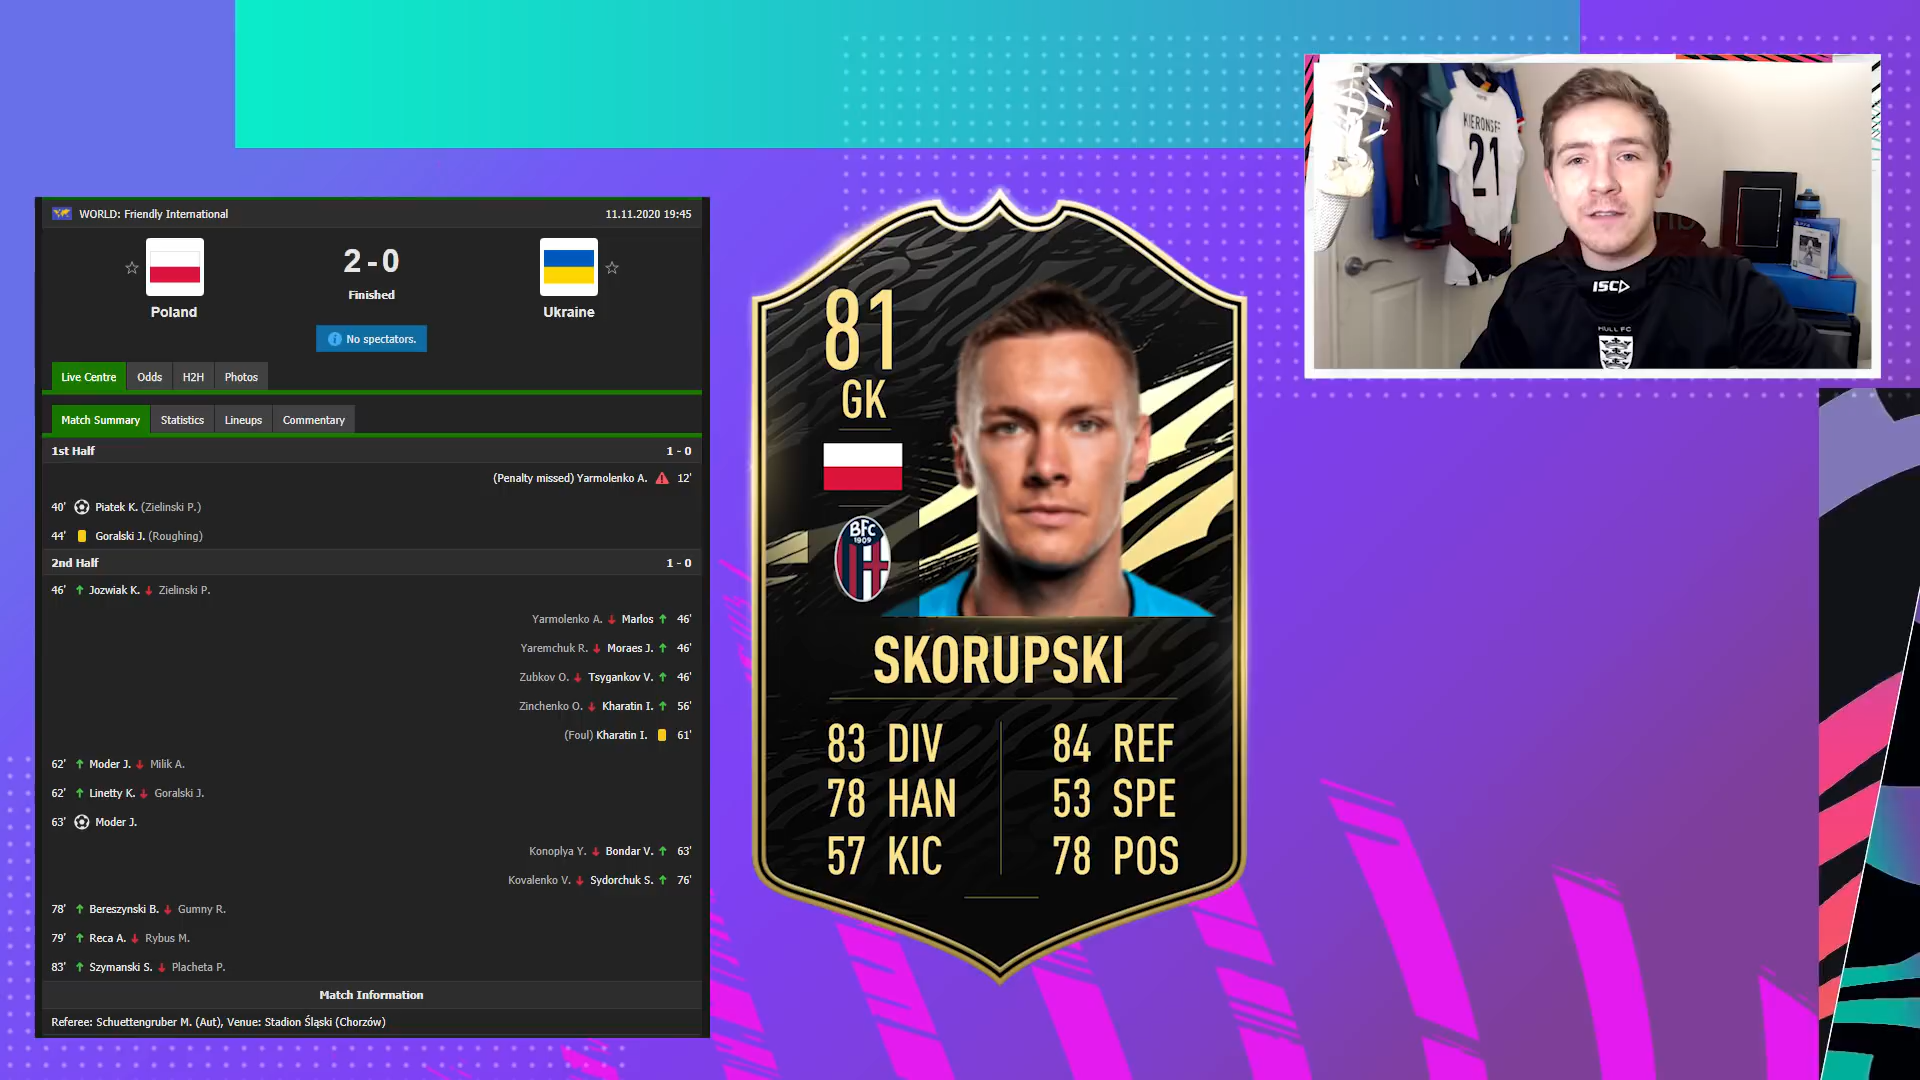 WORLD: Friendly International 11.11.2020 19:45
2 - 0
Finished
Poland Ukraine
No spectators.
Live Centre Odds H2H Photos
Match Summary Statistics Lineups Commentary
1st Half 1 - 0
(Penalty missed) Yarmolenko A. 12'
40' Piatek K. (Zielinski P.)
44' Goralski J. (Roughing)
2nd Half 1 - 0
46' Jozwiak K. Zielinski P.
Yarmolenko A. Marlos 46'
Yaremchuk R. Moraes J. 46'
Zubkov O. Tsygankov V. 46'
Zinchenko O. Kharatin I. 56'
(Foul) Kharatin I. 61'
62' Moder J. Milik A.
62' Linetty K. Goralski J.
63' Moder J.
Konoplya Y. Bondar V. 63'
Kovalenko V. Sydorchuk S. 76'
78' Bereszynski B. Gumny R.
79' Reca A. Rybus M.
83' Szymanski S. Placheta P.
Match Information
Referee: Schuettengruber M. (Aut), Venue: Stadion Śląski (Chorzów)
81
GK
BFC
1909
SKORUPSKI
83 DIV 84 REF
78 HAN 53 SPE
57 KIC 78 POS
21
ISC
HULL FC